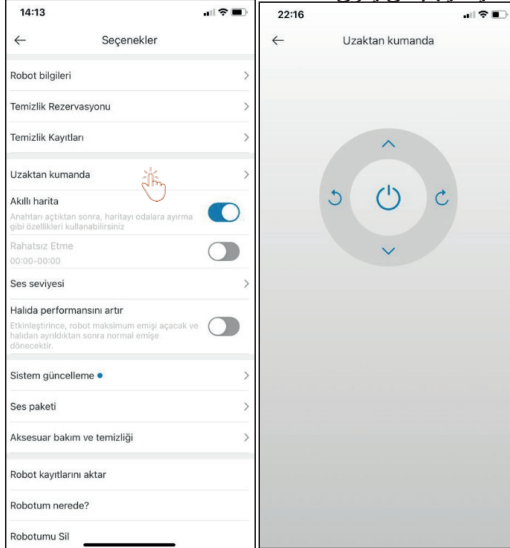 14:13
Seçenekler
Robot bilgileri
Temizlik Rezervasyonu
Temizlik Kayıtları
Uzaktan kumanda
Akıllı harita
Anahtarı açtıktan sonra, haritayı odalara ayırma
gibi özellikleri kullanabilirsiniz
Rahatsız Etme
00:00-00:00
Ses seviyesi
Halıda performansını artır
Etkinleştirince, robot maksimum emişi açacak ve
halıdan ayrıldıktan sonra normal emişe
dönecektir.
Sistem güncelleme
Ses paketi
Aksesuar bakım ve temizliği
Robot kayıtlarını aktar
Robotum nerede?
Robotumu Sil
22:16
Uzaktan kumanda